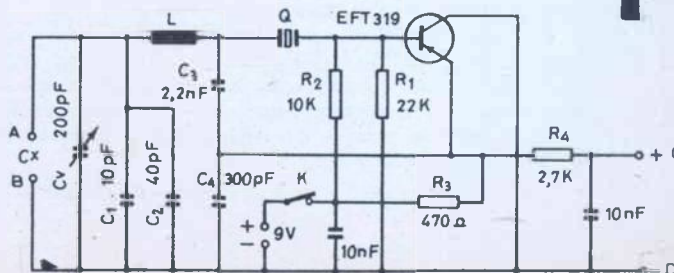 L
Q
EFT319
A
Cx
B
200pF
Cv
C1
10pF
C2
40pF
C3
2,2nF
C4
300pF
K
+
−
9V
R2
10K
R1
22K
10nF
R3
470Ω
R4
2,7K
+
10nF